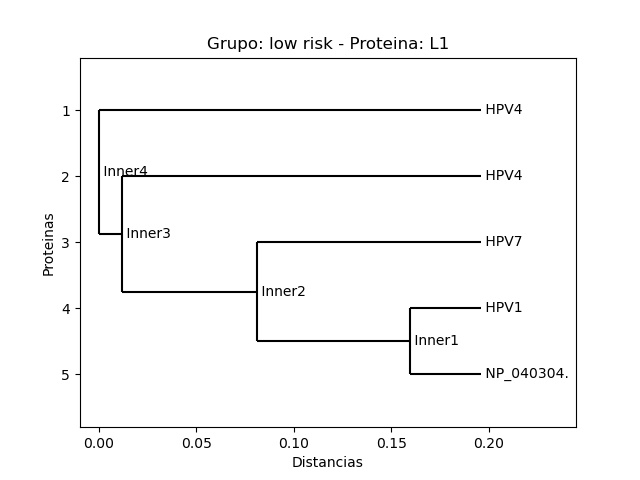 Grupo: low risk - Proteina: L1
1
HPV4
Inner4
2
HPV4
Inner3
Proteinas
3
HPV7
Inner2
4
HPV1
Inner1
5
NP_040304.
0.00 0.05 0.10 0.15 0.20
Distancias